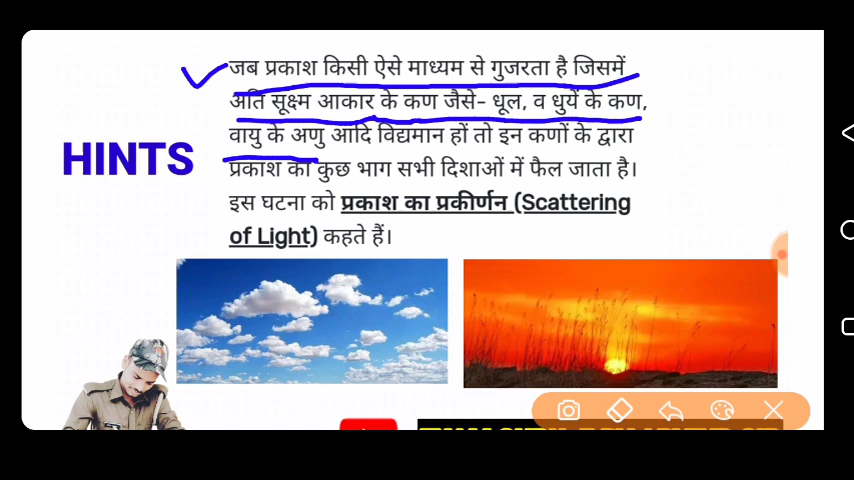 जब प्रकाश किसी ऐसे माध्यम से गुजरता है जिसमें
अति सूक्ष्म आकार के कण जैसे- धूल, व धुयें के कण,
वायु के अणु आदि विद्यमान हों तो इन कणों के द्वारा
HINTS
प्रकाश का कुछ भाग सभी दिशाओं में फैल जाता है।
इस घटना को प्रकाश का प्रकीर्णन (Scattering
of Light) कहते हैं।